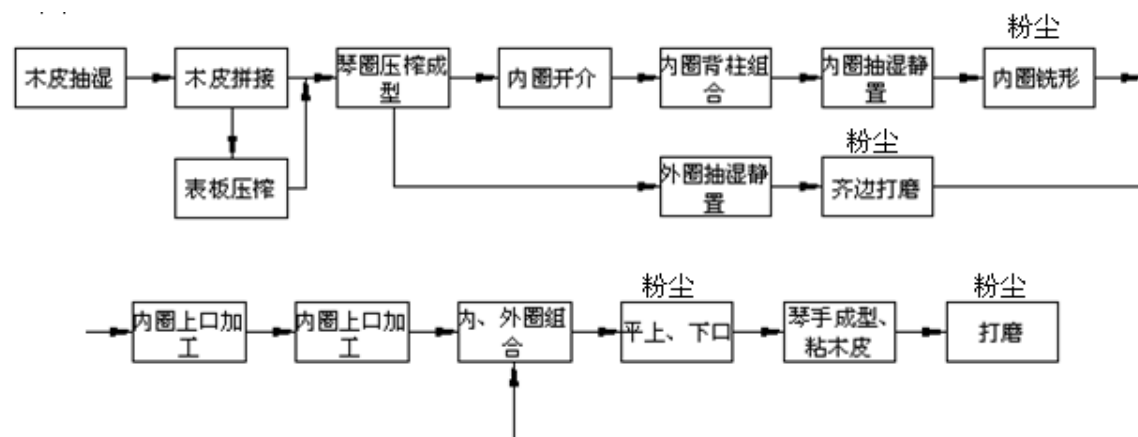 粉尘
木皮抽湿
木皮拼接
琴圈压榨成
型
内圈开介
内圈背柱组
合
内圈抽湿静
置
内圈铣形
表板压榨
外圈抽湿静
置
粉尘
齐边打磨
内圈上口加
工
内圈上口加
工
内、外圈组
合
粉尘
平上、下口
琴手成型、
粘木皮
粉尘
打磨